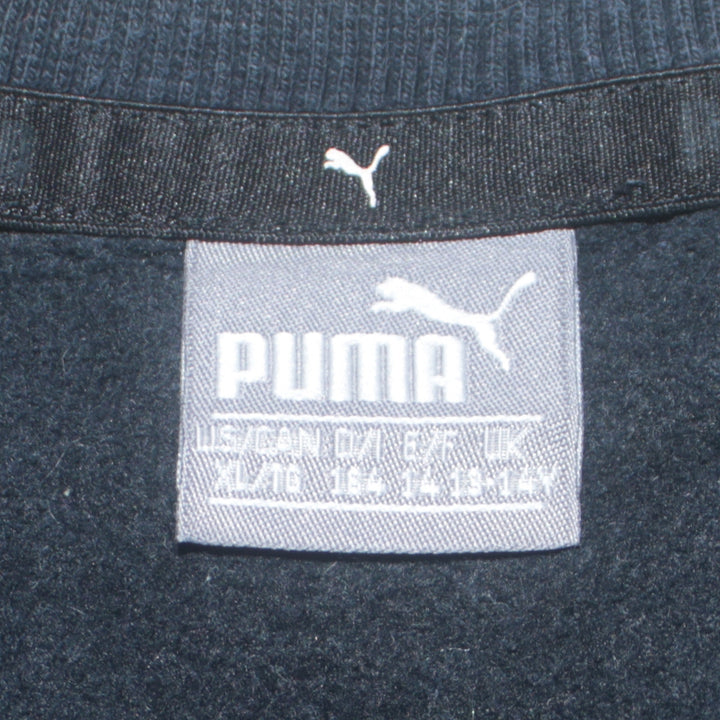 PUMA
US/CAN D/I E/F UK
XL/TG 164 14 13-14Y